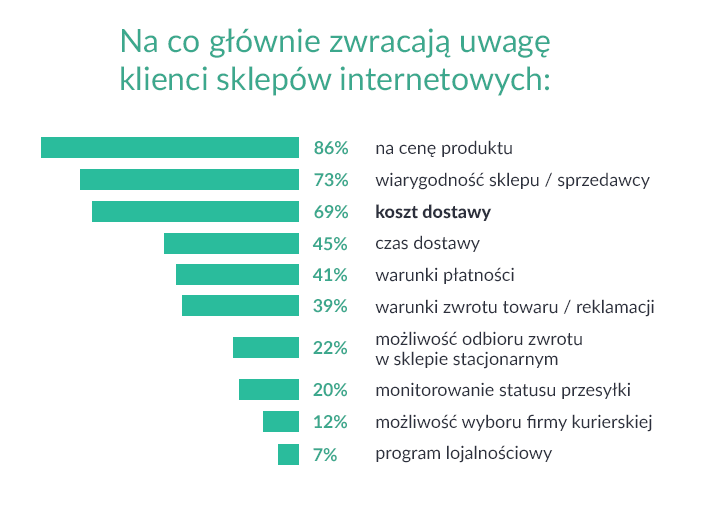 Na co głównie zwracają uwagę
klienci sklepów internetowych:
86% na cenę produktu
73% wiarygodność sklepu / sprzedawcy
69% koszt dostawy
45% czas dostawy
41% warunki płatności
39% warunki zwrotu towaru / reklamacji
22% możliwość odbioru zwrotu
w sklepie stacjonarnym
20% monitorowanie statusu przesyłki
12% możliwość wyboru firmy kurierskiej
7% program lojalnościowy